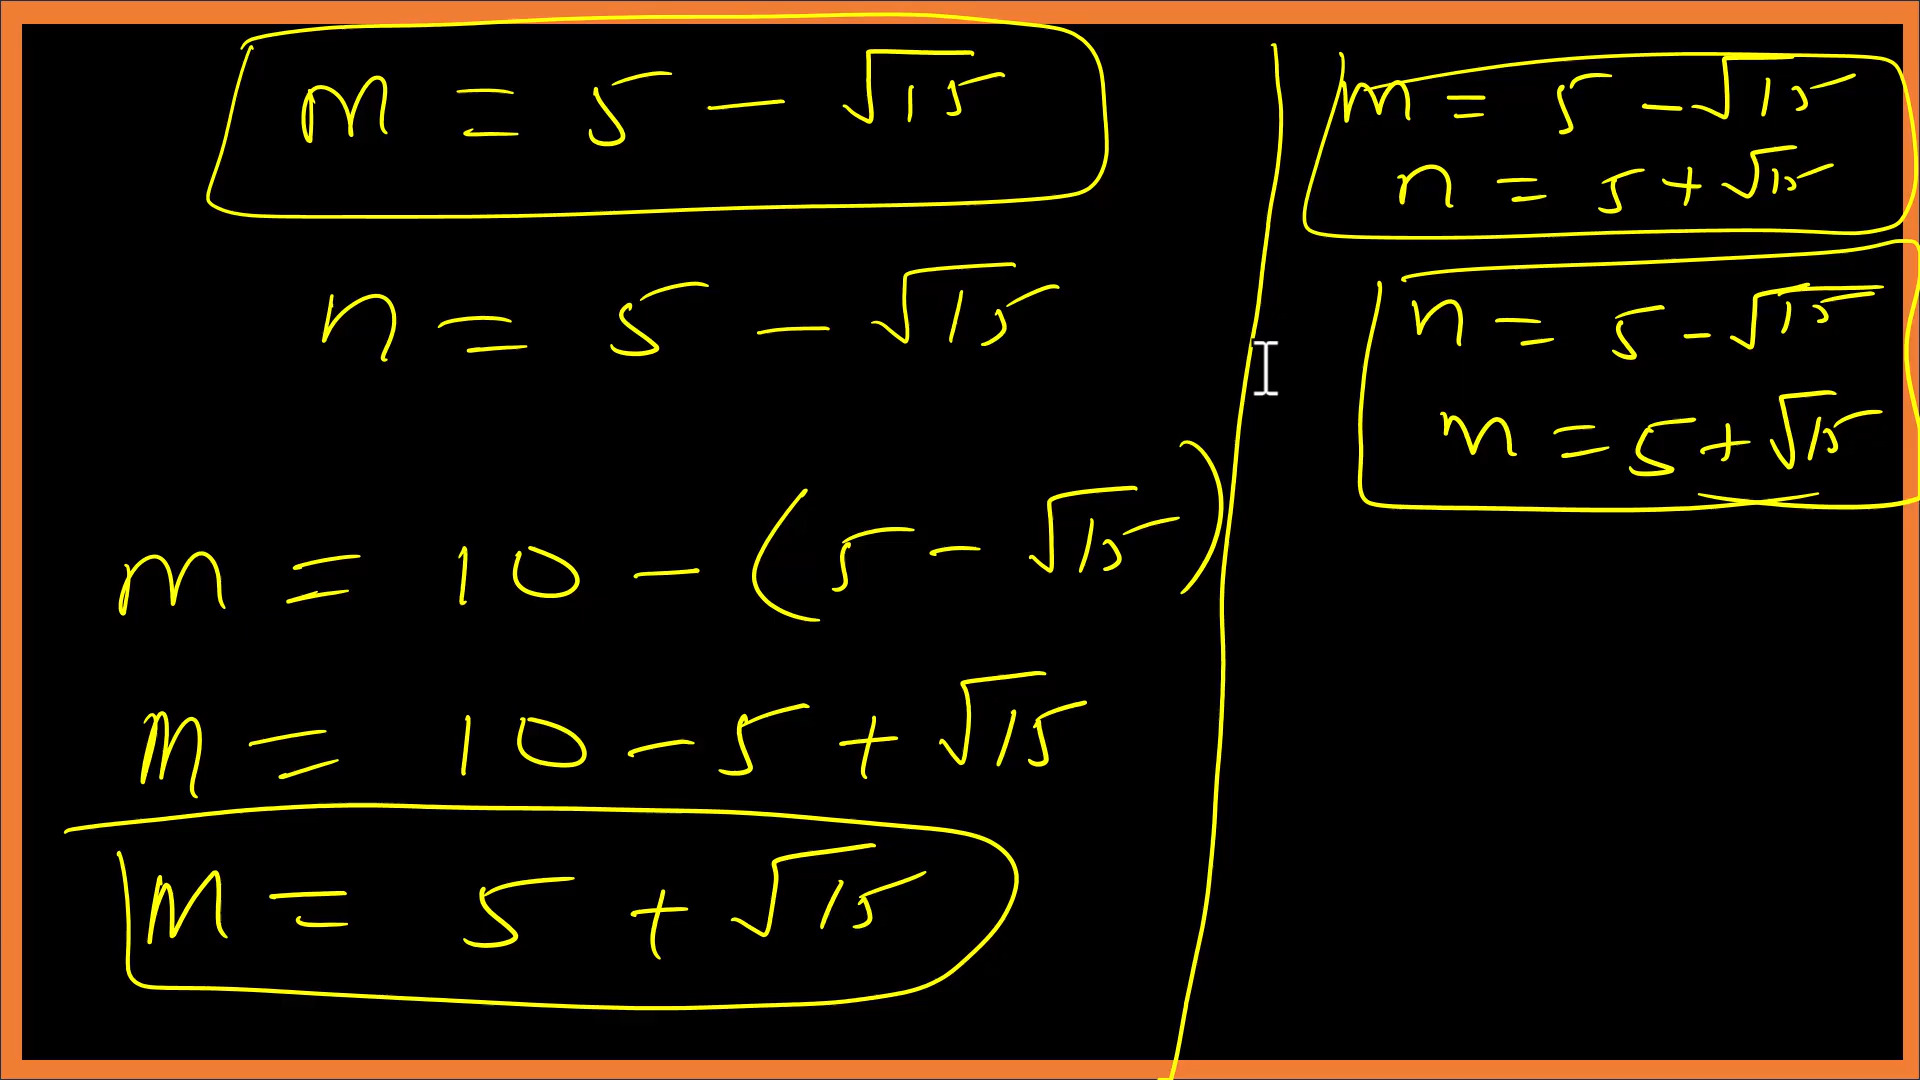 m = 5 - √15
n = 5 - √15
m = 10 - (5 - √15)
m = 10 - 5 + √15
m = 5 + √15
m = 5 - √15
n = 5 + √15
n = 5 - √15
m = 5 + √15